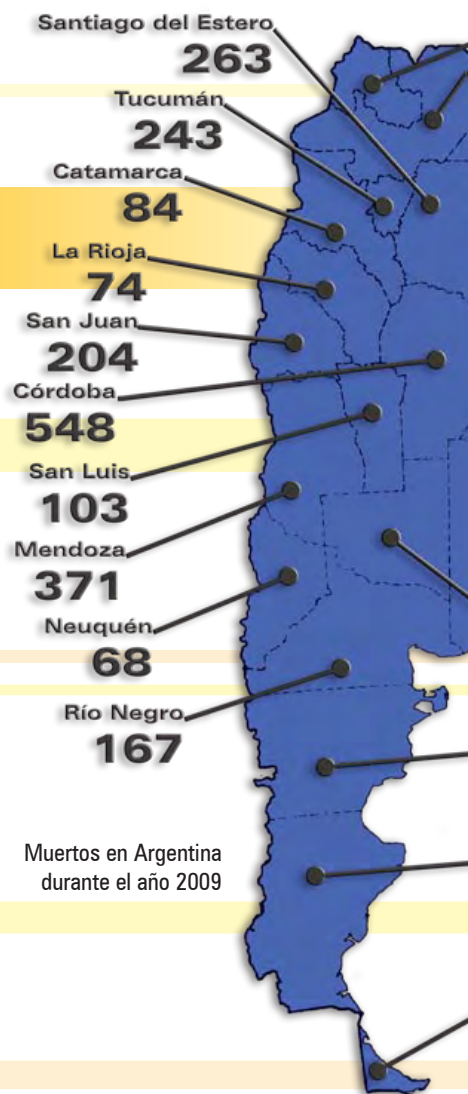 Santiago del Estero
263
Tucumán
243
Catamarca
84
La Rioja
74
San Juan
204
Córdoba
548
San Luis
103
Mendoza
371
Neuquén
68
Río Negro
167
Muertos en Argentina
durante el año 2009